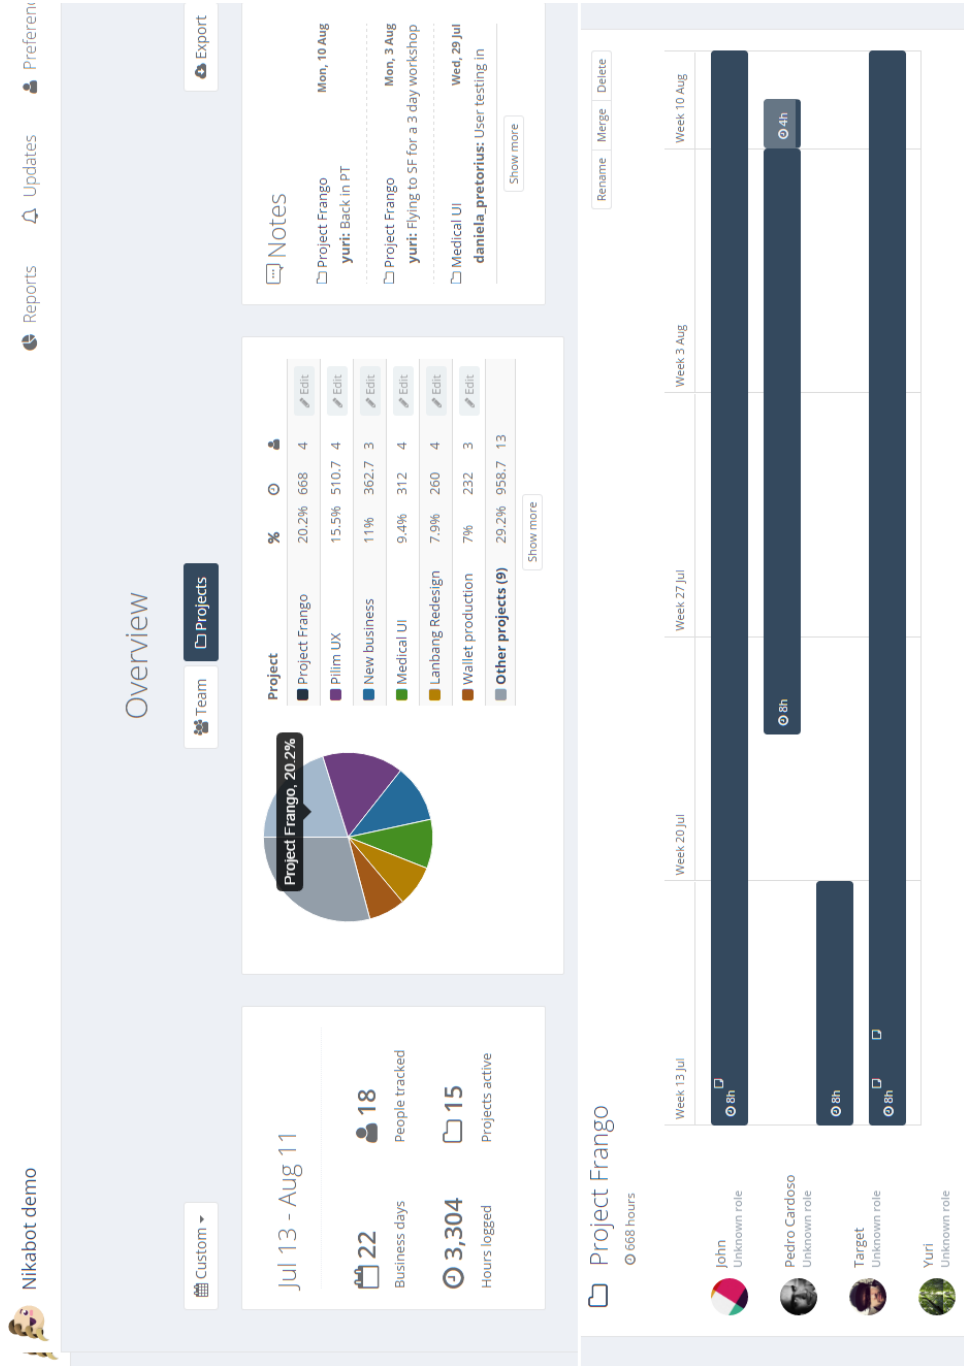 Nikabot demo
Reports
Updates
Preferenc
Overview
Custom
Team
Projects
Export
Jul 13 - Aug 11
22
Business days
18
People tracked
3,304
Hours logged
15
Projects active
Project Frango, 20.2%
Project %
Project Frango 20.2% 668 4 Edit
Pilim UX 15.5% 510.7 4 Edit
New business 11% 362.7 3 Edit
Medical UI 9.4% 312 4 Edit
Lanbang Redesign 7.9% 260 4 Edit
Wallet production 7% 232 3 Edit
Other projects (9) 29.2% 958.7 13
Show more
Notes
Project Frango Mon, 10 Aug
yuri: Back in PT
Project Frango Mon, 3 Aug
yuri: Flying to SF for a 3 day workshop
Medical UI Wed, 29 Jul
daniela_pretorius: User testing in
Show more
Project Frango
668 hours
Rename Merge Delete
Week 13 Jul Week 20 Jul Week 27 Jul Week 3 Aug Week 10 Aug
John
Unknown role
8h
Pedro Cardoso
Unknown role
8h 4h
Target
Unknown role
8h
Yuri
Unknown role
8h